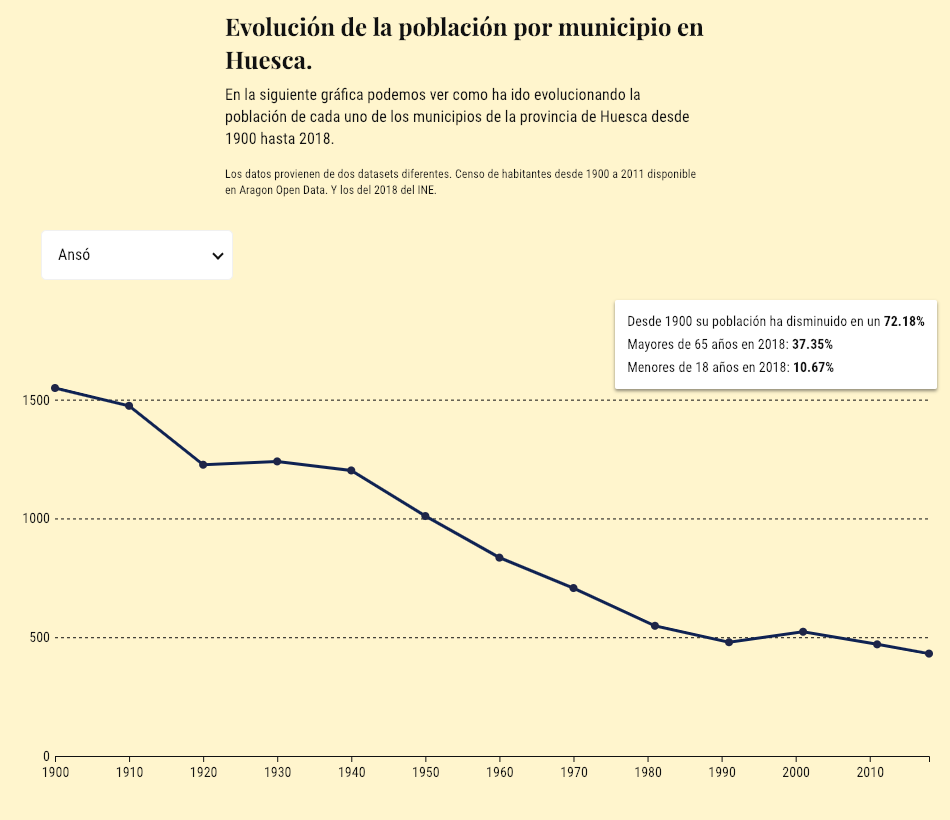 Evolución de la población por municipio en
Huesca.
En la siguiente gráfica podemos ver como ha ido evolucionando la
población de cada uno de los municipios de la provincia de Huesca desde
1900 hasta 2018.
Los datos provienen de dos datasets diferentes. Censo de habitantes desde 1900 a 2011 disponible
en Aragon Open Data. Y los del 2018 del INE.
Ansó
Desde 1900 su población ha disminuido en un 72.18%
Mayores de 65 años en 2018: 37.35%
Menores de 18 años en 2018: 10.67%
1500
1000
500
0
1900 1910 1920 1930 1940 1950 1960 1970 1980 1990 2000 2010